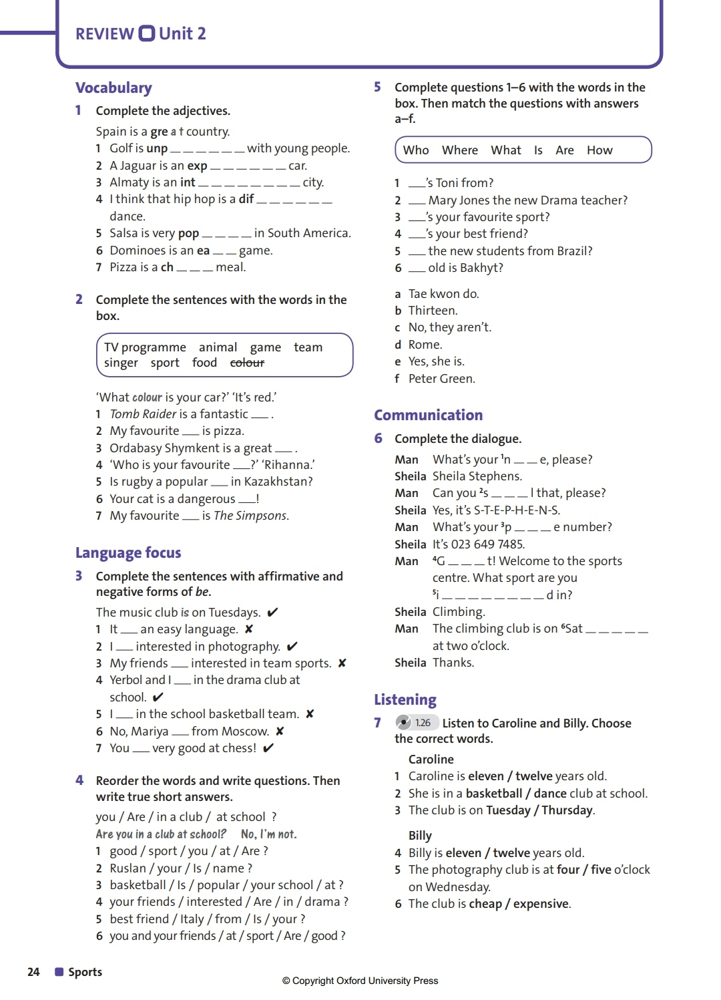 REVIEW Unit 2
Vocabulary
1 Complete the adjectives.
Spain is a gre a t country.
1 Golf is unp _ _ _ _ _ _ with young people.
2 A Jaguar is an exp _ _ _ _ _ _ car.
3 Almaty is an int _ _ _ _ _ _ _ _ city.
4 I think that hip hop is a dif _ _ _ _ _ _
dance.
5 Salsa is very pop _ _ _ _ in South America.
6 Dominoes is an ea _ _ game.
7 Pizza is a ch _ _ _ meal.
2 Complete the sentences with the words in the
box.
TV programme animal game team
singer sport food colour
‘What colour is your car?’ ‘It’s red.’
1 Tomb Raider is a fantastic ___ .
2 My favourite ___ is pizza.
3 Ordabasy Shymkent is a great ___ .
4 ‘Who is your favourite ___?’ ‘Rihanna.’
5 Is rugby a popular ___ in Kazakhstan?
6 Your cat is a dangerous ___!
7 My favourite ___ is The Simpsons.
Language focus
3 Complete the sentences with affirmative and
negative forms of be.
The music club is on Tuesdays. ✔
1 It ___ an easy language. ✘
2 I ___ interested in photography. ✔
3 My friends ___ interested in team sports. ✘
4 Yerbol and I ___ in the drama club at
school. ✔
5 I ___ in the school basketball team. ✘
6 No, Mariya ___ from Moscow. ✘
7 You ___ very good at chess! ✔
4 Reorder the words and write questions. Then
write true short answers.
you / Are / in a club / at school ?
Are you in a club at school? No, I’m not.
1 good / sport / you / at / Are ?
2 Ruslan / your / Is / name ?
3 basketball / Is / popular / your school / at ?
4 your friends / interested / Are / in / drama ?
5 best friend / Italy / from / Is / your ?
6 you and your friends / at / sport / Are / good ?
5 Complete questions 1–6 with the words in the
box. Then match the questions with answers
a–f.
Who Where What Is Are How
1 ___’s Toni from?
2 ___ Mary Jones the new Drama teacher?
3 ___’s your favourite sport?
4 ___’s your best friend?
5 ___ the new students from Brazil?
6 ___ old is Bakhyt?
a Tae kwon do.
b Thirteen.
c No, they aren’t.
d Rome.
e Yes, she is.
f Peter Green.
Communication
6 Complete the dialogue.
Man What’s your ¹n _ _ e, please?
Sheila Sheila Stephens.
Man Can you ²s _ _ _ l that, please?
Sheila Yes, it’s S-T-E-P-H-E-N-S.
Man What’s your ³p _ _ _ e number?
Sheila It’s 023 649 7485.
Man ⁴G _ _ _ t! Welcome to the sports
centre. What sport are you
⁵i _ _ _ _ _ _ _ _ d in?
Sheila Climbing.
Man The climbing club is on ⁶Sat _ _ _ _ _
at two o’clock.
Sheila Thanks.
Listening
7 1.26 Listen to Caroline and Billy. Choose
the correct words.
Caroline
1 Caroline is eleven / twelve years old.
2 She is in a basketball / dance club at school.
3 The club is on Tuesday / Thursday.
Billy
4 Billy is eleven / twelve years old.
5 The photography club is at four / five o’clock
on Wednesday.
6 The club is cheap / expensive.
24 Sports
© Copyright Oxford University Press